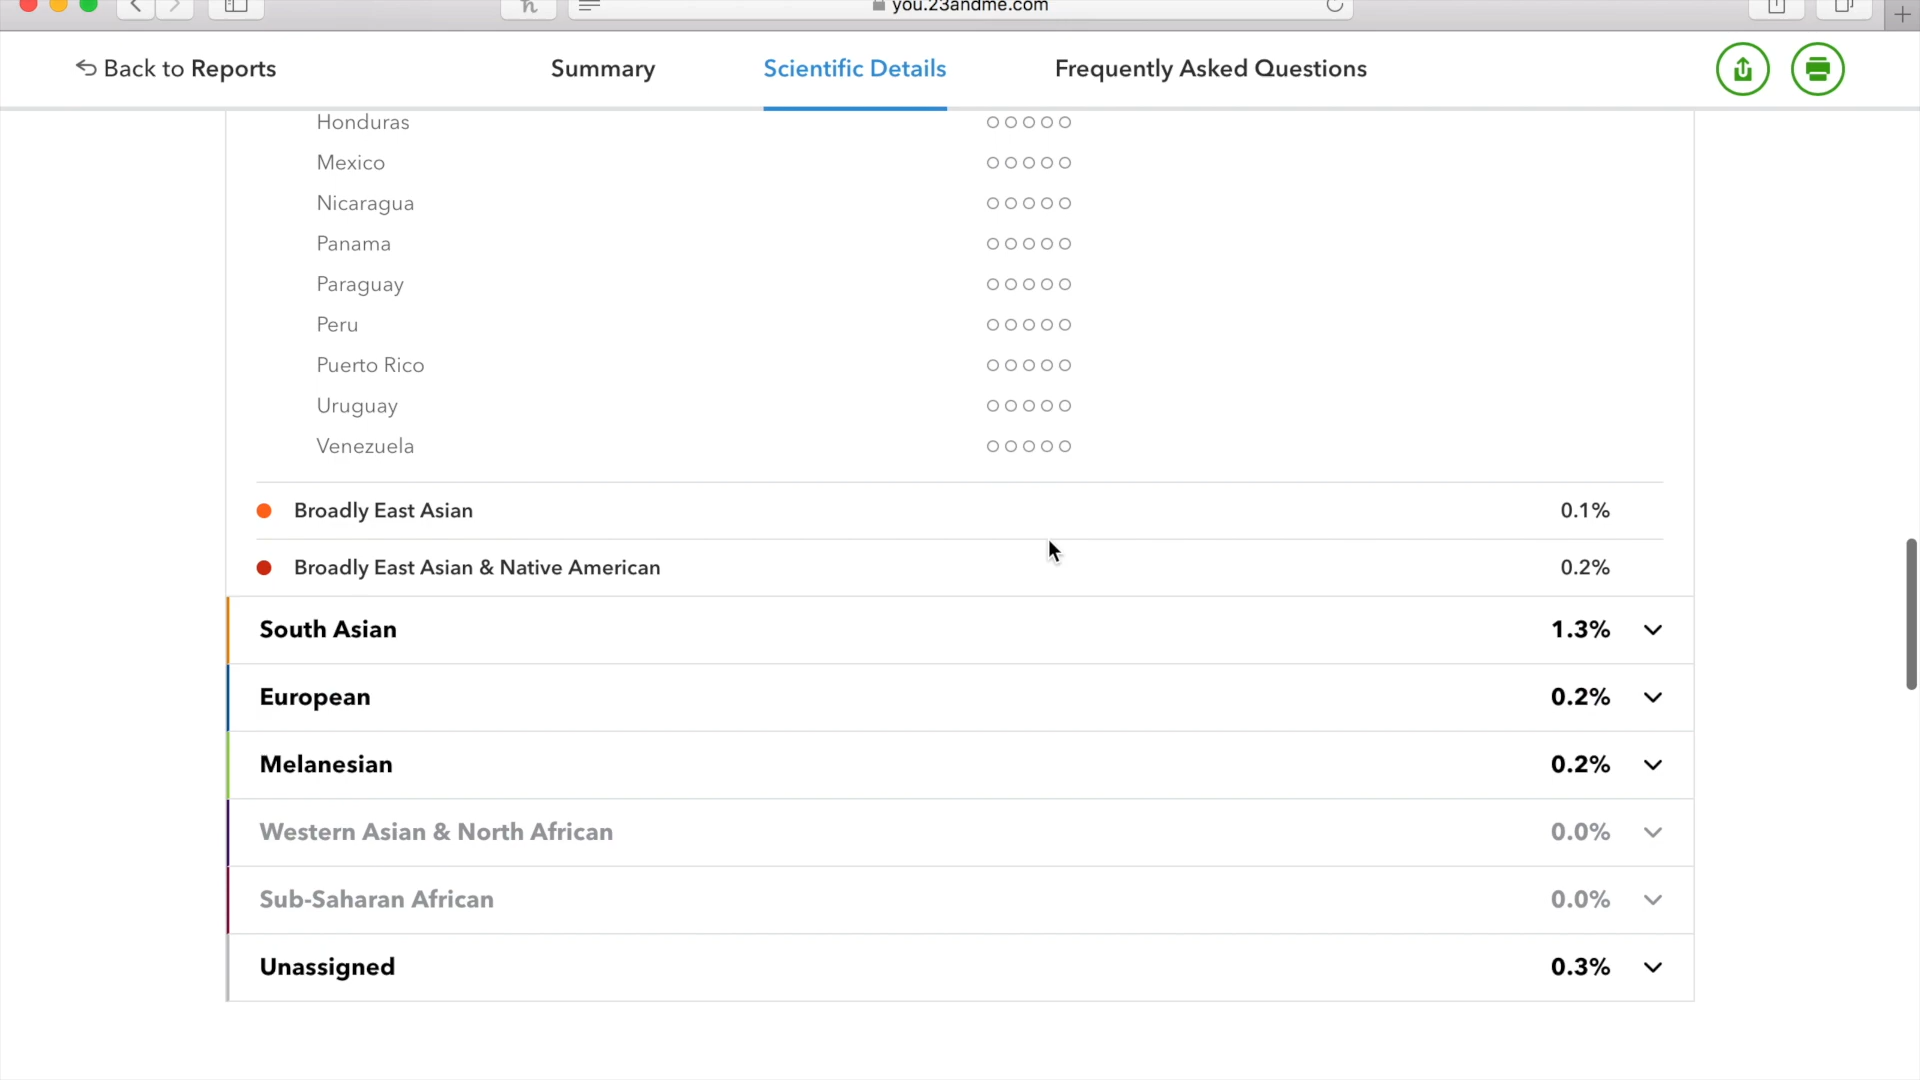 you.23andme.com
Back to Reports
Summary
Scientific Details
Frequently Asked Questions
Honduras
Mexico
Nicaragua
Panama
Paraguay
Peru
Puerto Rico
Uruguay
Venezuela
Broadly East Asian 0.1%
Broadly East Asian & Native American 0.2%
South Asian 1.3%
European 0.2%
Melanesian 0.2%
Western Asian & North African 0.0%
Sub-Saharan African 0.0%
Unassigned 0.3%